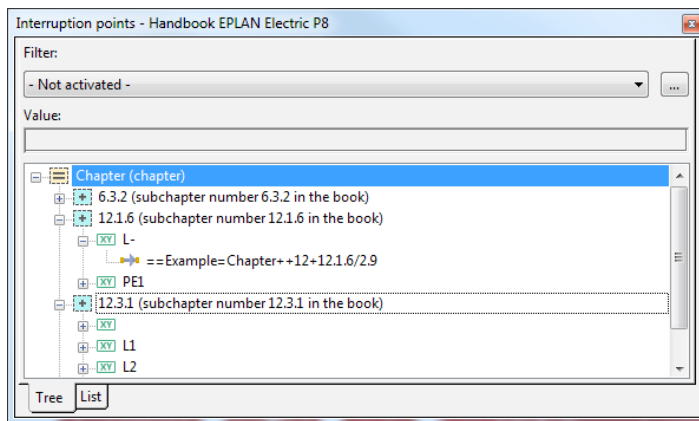 Interruption points - Handbook EPLAN Electric P8
Filter:
- Not activated -
...
Value:
Chapter (chapter)
6.3.2 (subchapter number 6.3.2 in the book)
12.1.6 (subchapter number 12.1.6 in the book)
XY L-
==Example=Chapter++12+12.1.6/2.9
XY PE1
12.3.1 (subchapter number 12.3.1 in the book)
XY
XY L1
XY L2
Tree List